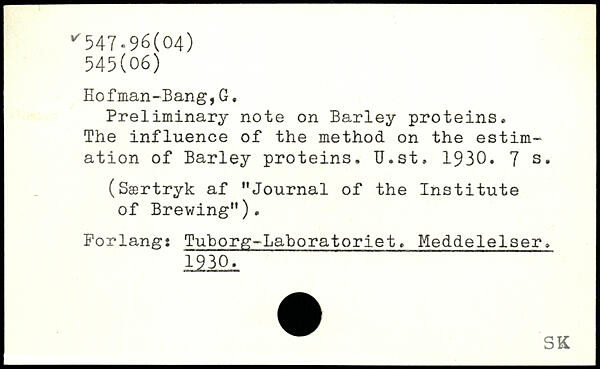 ✓547.96(04)
545(06)
Hofman-Bang,G.
Preliminary note on Barley proteins.
The influence of the method on the estim-
ation of Barley proteins. U.st. 1930. 7 s.
(Særtryk af "Journal of the Institute
of Brewing").
Forlang: Tuborg-Laboratoriet. Meddelelser.
1930.
SK